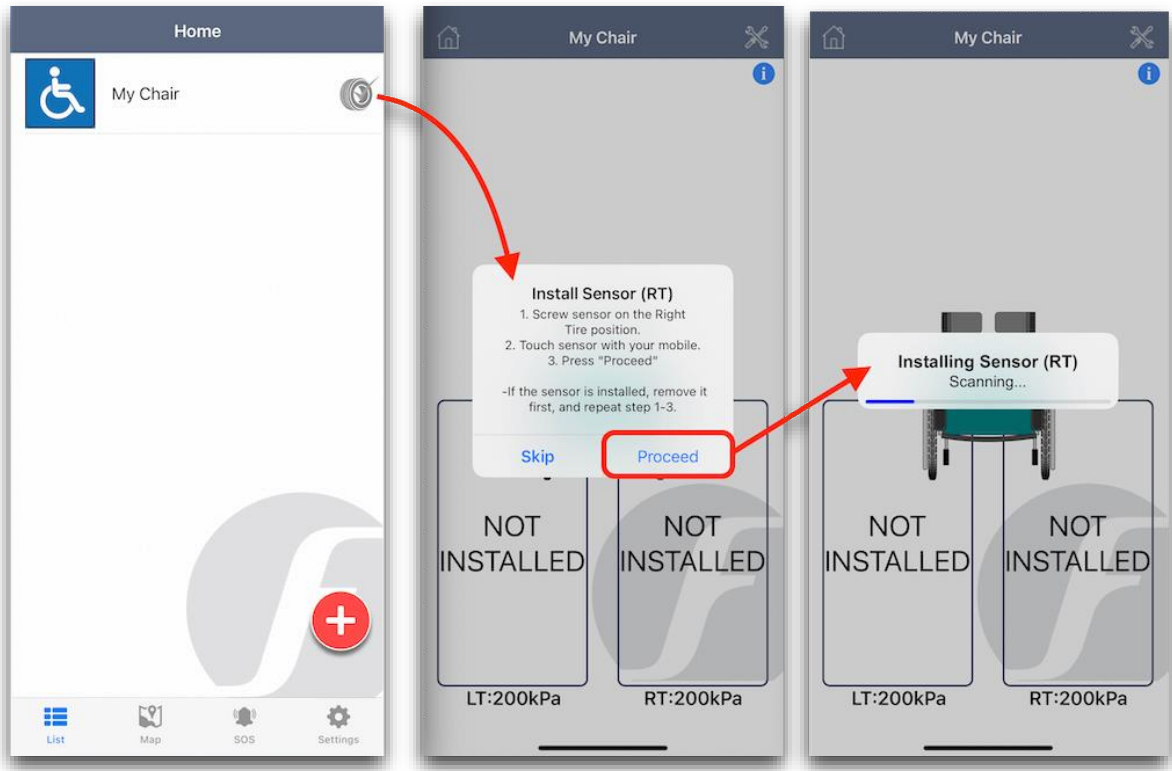 Home
My Chair
List
Map
SOS
Settings
My Chair
Install Sensor (RT)
1. Screw sensor on the Right
Tire position.
2. Touch sensor with your mobile.
3. Press "Proceed"
-If the sensor is installed, remove it
first, and repeat step 1-3.
Skip
Proceed
NOT
INSTALLED
NOT
INSTALLED
LT:200kPa
RT:200kPa
My Chair
Installing Sensor (RT)
Scanning...
NOT
INSTALLED
NOT
INSTALLED
LT:200kPa
RT:200kPa